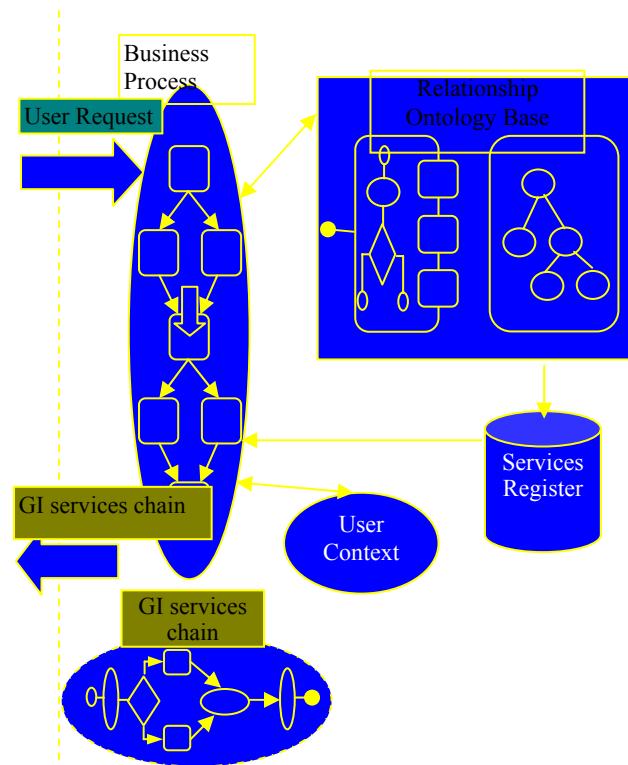 Business
Process
User Request
Relationship
Ontology Base
Services
Register
GI services chain
User
Context
GI services
chain